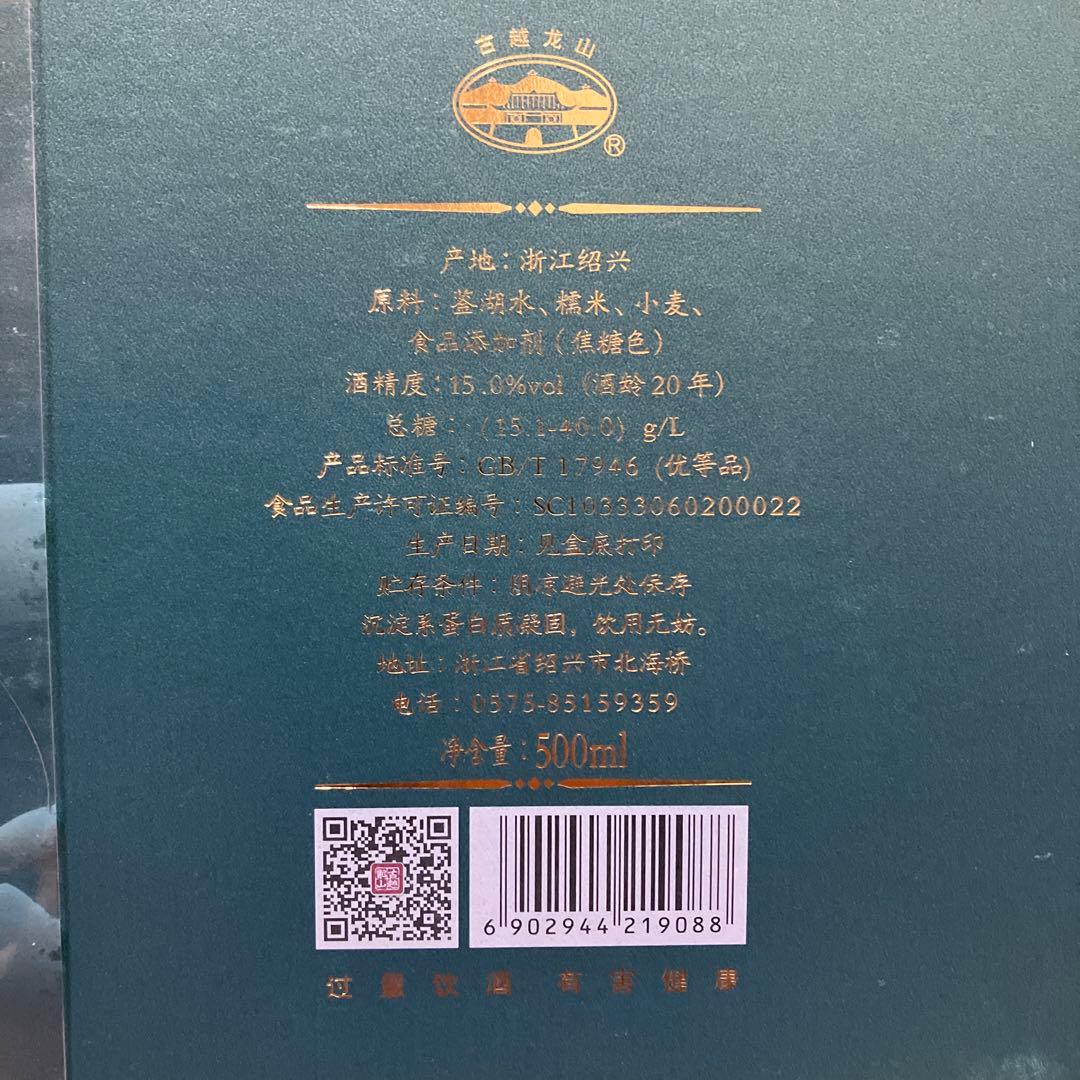 古越龙山
®
产地：浙江绍兴
原料：鉴湖水、糯米、小麦、
食品添加剂（焦糖色）
酒精度：15.0%vol（酒龄20年）
总糖：（15.1-40.0）g/L
产品标准号：GB/T 17946（优等品）
食品生产许可证编号：SC10333060200022
生产日期：见盒底打印
贮存条件：阴凉避光处保存
沉淀系蛋白质凝固，饮用无妨。
地址：浙江省绍兴市北海桥
电话：0575-85159359
净含量：500ml
古越龙山
6 902944 219088
过量饮酒 有害健康